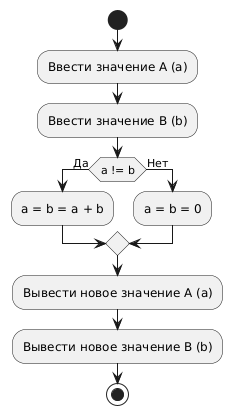 Ввести значение А (a)
Ввести значение В (b)
Да
a != b
Нет
a = b = a + b
a = b = 0
Вывести новое значение А (a)
Вывести новое значение В (b)